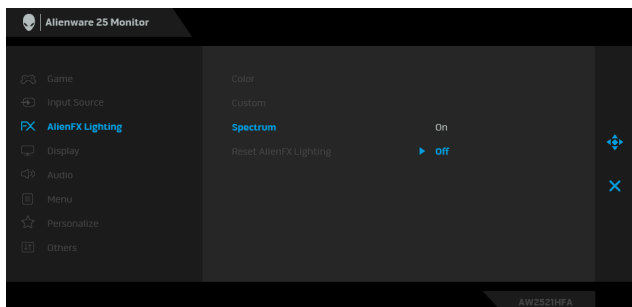 Alienware 25 Monitor
Game
Color
Input Source
Custom
FX AlienFX Lighting
Spectrum
On
Display
Reset AlienFX Lighting
Off
Audio
Menu
Personalize
Others
AW2521HFA